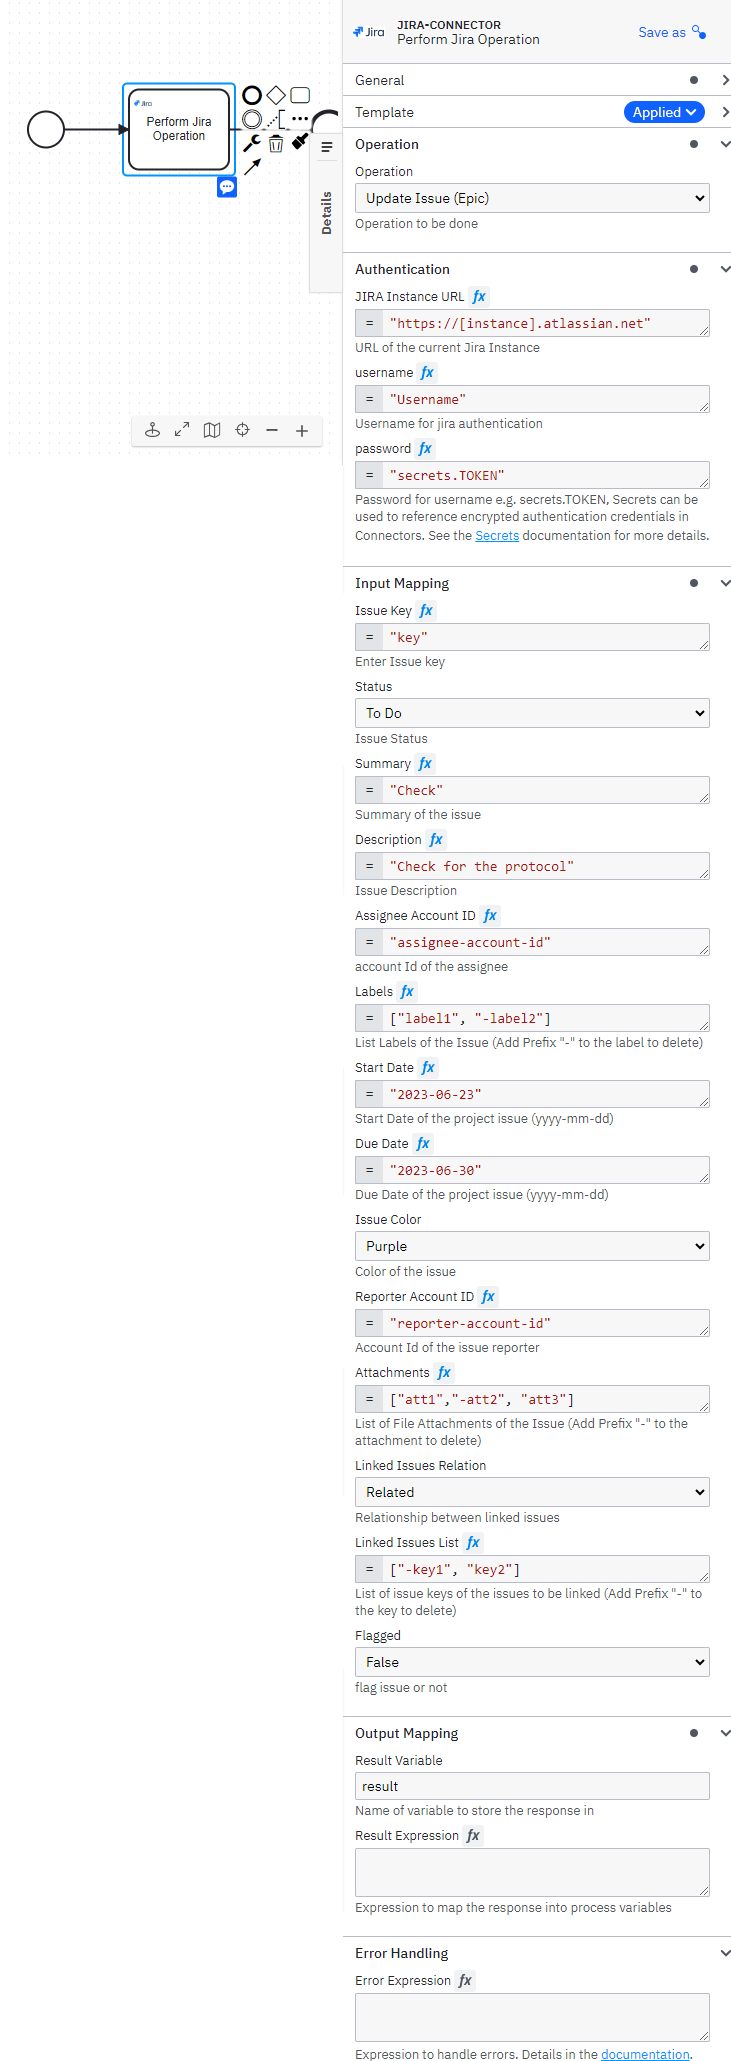 Jira
JIRA-CONNECTOR
Perform Jira Operation
Save as
General
Template
Applied
Operation
Operation
Update Issue (Epic)
Operation to be done
Jira
Perform Jira
Operation
Details
Authentication
JIRA Instance URL fx
= "https://[instance].atlassian.net"
URL of the current Jira Instance
username fx
= "Username"
Username for jira authentication
password fx
= "secrets.TOKEN"
Password for username e.g. secrets.TOKEN, Secrets can be
used to reference encrypted authentication credentials in
Connectors. See the Secrets documentation for more details.
Input Mapping
Issue Key fx
= "key"
Enter Issue key
Status
To Do
Issue Status
Summary fx
= "Check"
Summary of the issue
Description fx
= "Check for the protocol"
Issue Description
Assignee Account ID fx
= "assignee-account-id"
account Id of the assignee
Labels fx
= ["label1", "-label2"]
List Labels of the Issue (Add Prefix "-" to the label to delete)
Start Date fx
= "2023-06-23"
Start Date of the project issue (yyyy-mm-dd)
Due Date fx
= "2023-06-30"
Due Date of the project issue (yyyy-mm-dd)
Issue Color
Purple
Color of the issue
Reporter Account ID fx
= "reporter-account-id"
Account Id of the issue reporter
Attachments fx
= ["att1","-att2", "att3"]
List of File Attachments of the Issue (Add Prefix "-" to the
attachment to delete)
Linked Issues Relation
Related
Relationship between linked issues
Linked Issues List fx
= ["-key1", "key2"]
List of issue keys of the issues to be linked (Add Prefix "-" to
the key to delete)
Flagged
False
flag issue or not
Output Mapping
Result Variable
result
Name of variable to store the response in
Result Expression fx
Expression to map the response into process variables
Error Handling
Error Expression fx
Expression to handle errors. Details in the documentation.